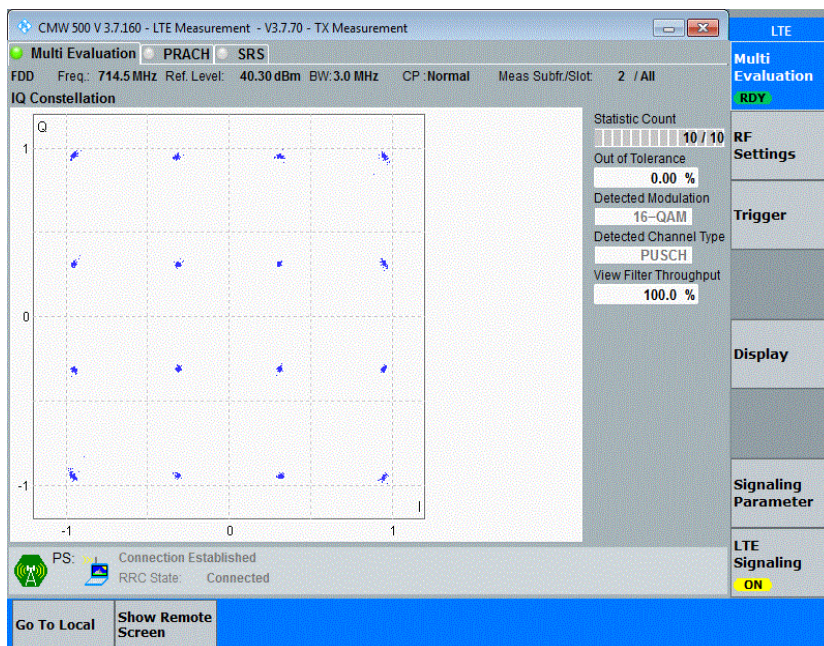 CMW 500 V 3.7.160 - LTE Measurement - V3.7.70 - TX Measurement
LTE
Multi Evaluation PRACH SRS
Multi
Evaluation
RDY
FDD Freq.: 714.5 MHz Ref. Level: 40.30 dBm BW: 3.0 MHz CP : Normal Meas Subfr./Slot: 2 / All
IQ Constellation
Q
1
0
-1
-1 0 1
I
Statistic Count
10 / 10
Out of Tolerance
0.00 %
Detected Modulation
16-QAM
Detected Channel Type
PUSCH
View Filter Throughput
100.0 %
RF
Settings
Trigger
Display
Signaling
Parameter
LTE
Signaling
ON
PS: Connection Established
RRC State: Connected
Go To Local
Show Remote
Screen